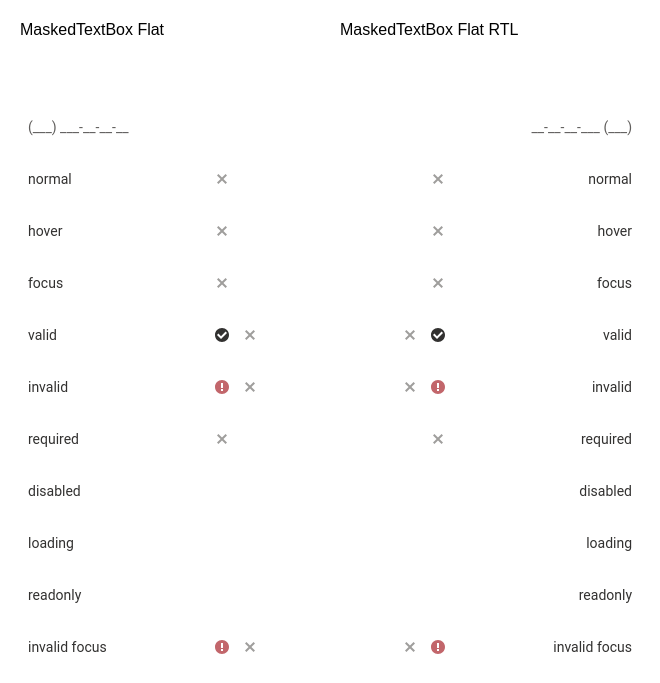 MaskedTextBox Flat
MaskedTextBox Flat RTL
(___) ___-__-__-__
__-__-__-___ (___)
normal
normal
hover
hover
focus
focus
valid
valid
invalid
invalid
required
required
disabled
disabled
loading
loading
readonly
readonly
invalid focus
invalid focus